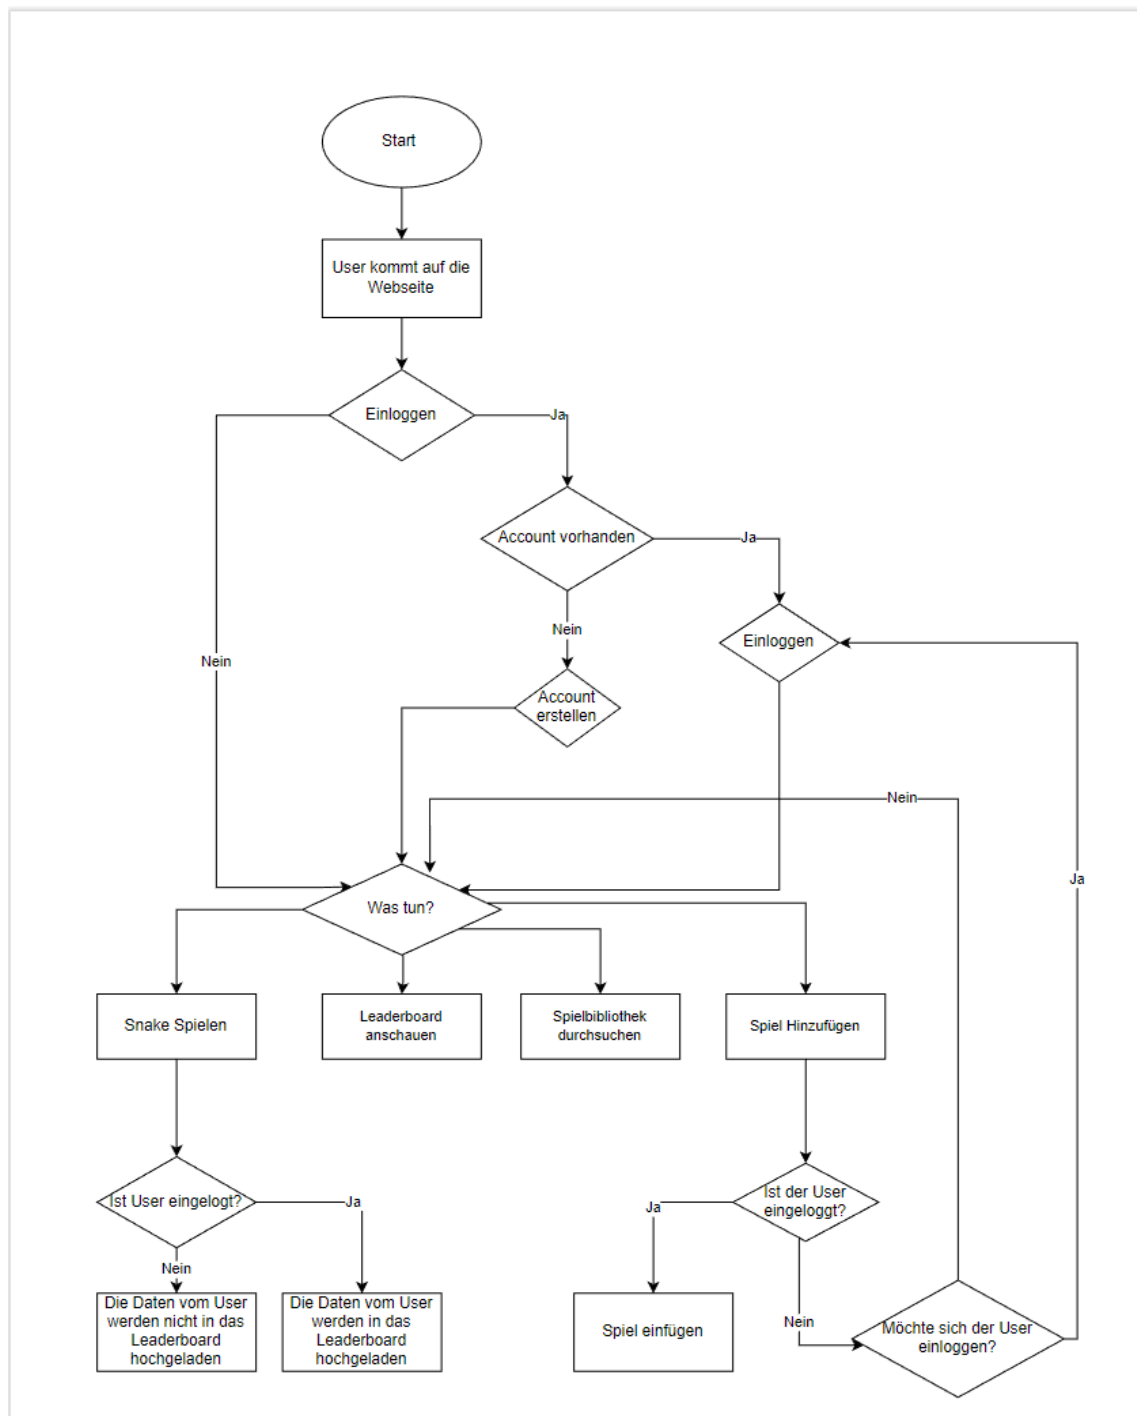 Start
User kommt auf die
Webseite
Einloggen
Ja
Account vorhanden
Ja
Nein
Einloggen
Nein
Account
erstellen
Nein
Ja
Was tun?
Snake Spielen
Leaderboard
anschauen
Spielbibliothek
durchsuchen
Spiel Hinzufügen
Ist User eingelogt?
Ja
Nein
Ist der User
eingeloggt?
Ja
Nein
Die Daten vom User
werden nicht in das
Leaderboard
hochgeladen
Die Daten vom User
werden in das
Leaderboard
hochgeladen
Spiel einfügen
Möchte sich der User
einloggen?